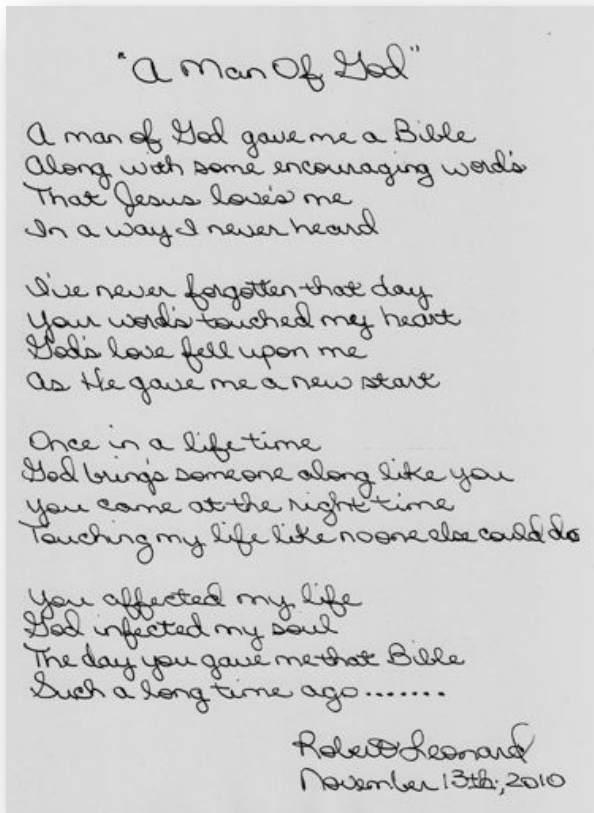 "A Man Of God"
A man of God gave me a Bible
Along with some encouraging word's
That Jesus love's me
In a way I never heard
I've never forgotten that day
Your word's touched my heart
God's love fell upon me
As He gave me a new start
Once in a life time
God bring's someone along like you
You came at the right time
Touching my life like no one else could do
You affected my life
God infected my soul
The day you gave me that Bible
Such a long time ago........
Robert Leonard
November 13th, 2010